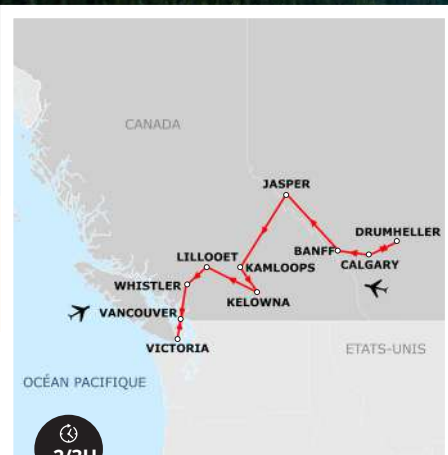 CANADA
JASPER
DRUMHELLER
BANFF
CALGARY
LILLOOET
KAMLOOPS
WHISTLER
KELOWNA
VANCOUVER
VICTORIA
ETATS-UNIS
OCÉAN PACIFIQUE